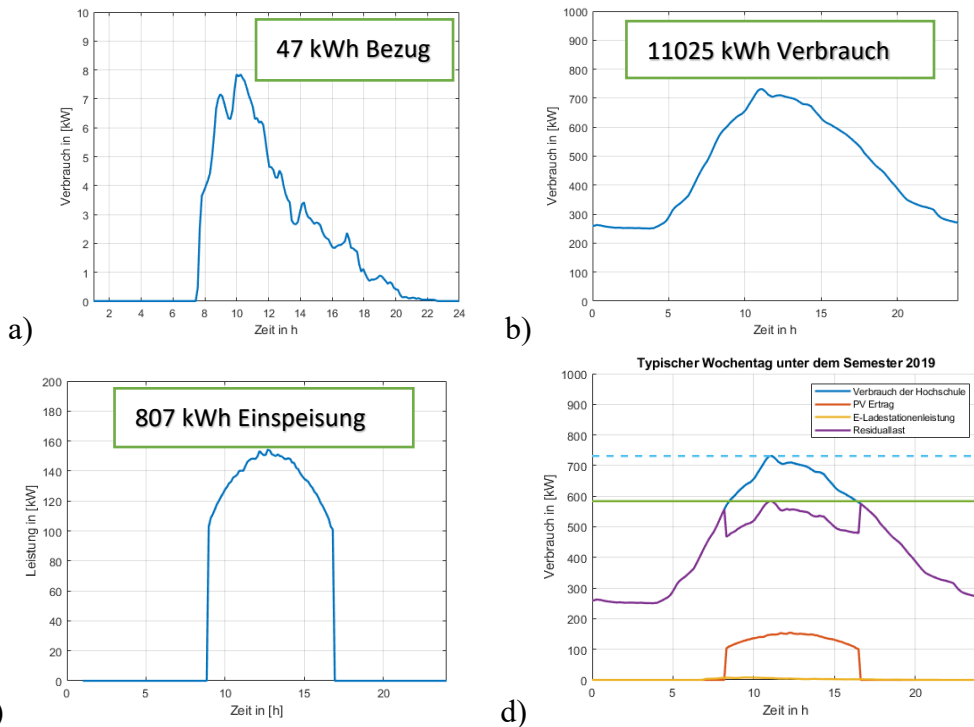 47 kWh Bezug
Verbrauch in [kW]
10
9
8
7
6
5
4
3
2
1
0
2 4 6 8 10 12 14 16 18 20 22 24
Zeit in h
a)
11025 kWh Verbrauch
Verbrauch in [kW]
1000
900
800
700
600
500
400
300
200
100
0
0 5 10 15 20
Zeit in h
b)
807 kWh Einspeisung
Leistung in [kW]
200
180
160
140
120
100
80
60
40
20
0
0 5 10 15 20
Zeit in [h]
)
Typischer Wochentag unter dem Semester 2019
Verbrauch der Hochschule
PV Ertrag
E-Ladestationenleistung
Residuallast
Verbrauch in [kW]
1000
900
800
700
600
500
400
300
200
100
0
0 5 10 15 20
Zeit in h
d)